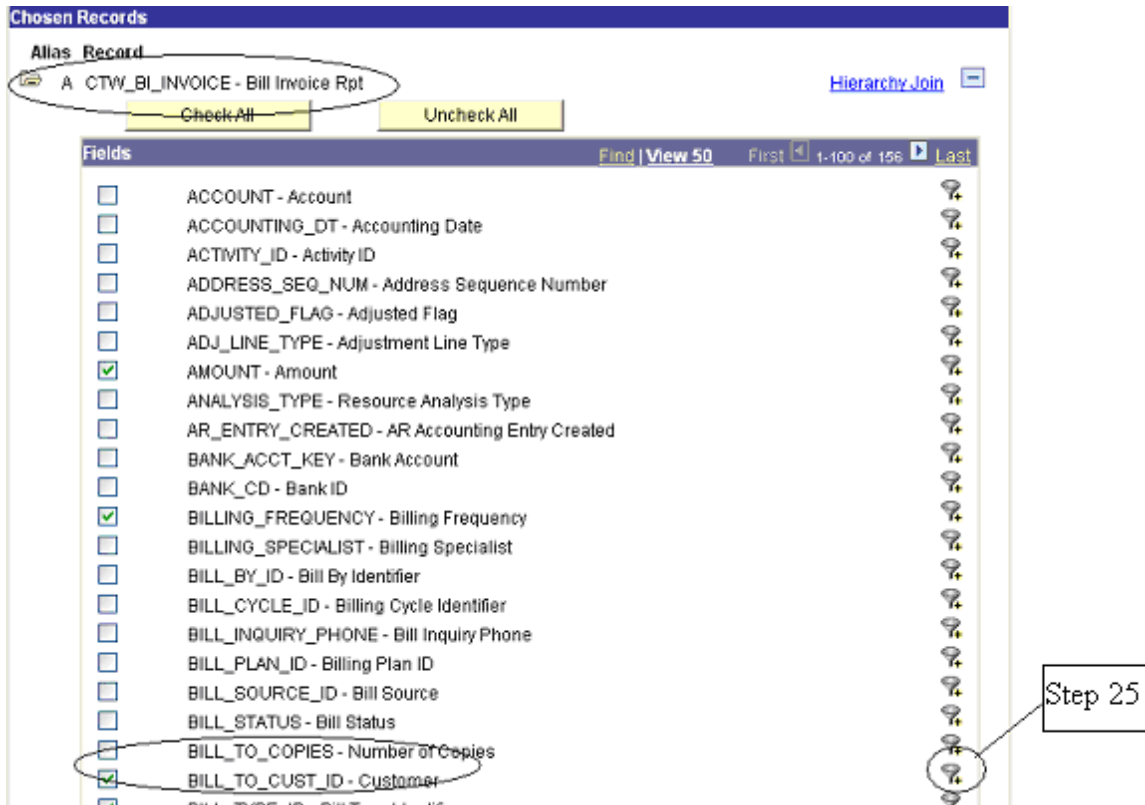 Chosen Records
Alias Record
A CTW_BI_INVOICE - Bill Invoice Rpt Hierarchy Join
Check All Uncheck All
Fields Find | View 50 First 1-100 of 156 Last
ACCOUNT - Account
ACCOUNTING_DT - Accounting Date
ACTIVITY_ID - Activity ID
ADDRESS_SEQ_NUM - Address Sequence Number
ADJUSTED_FLAG - Adjusted Flag
ADJ_LINE_TYPE - Adjustment Line Type
AMOUNT - Amount
ANALYSIS_TYPE - Resource Analysis Type
AR_ENTRY_CREATED - AR Accounting Entry Created
BANK_ACCT_KEY - Bank Account
BANK_CD - Bank ID
BILLING_FREQUENCY - Billing Frequency
BILLING_SPECIALIST - Billing Specialist
BILL_BY_ID - Bill By Identifier
BILL_CYCLE_ID - Billing Cycle Identifier
BILL_INQUIRY_PHONE - Bill Inquiry Phone
BILL_PLAN_ID - Billing Plan ID
BILL_SOURCE_ID - Bill Source
Step 25
BILL_STATUS - Bill Status
BILL_TO_COPIES - Number of Copies
BILL_TO_CUST_ID - Customer